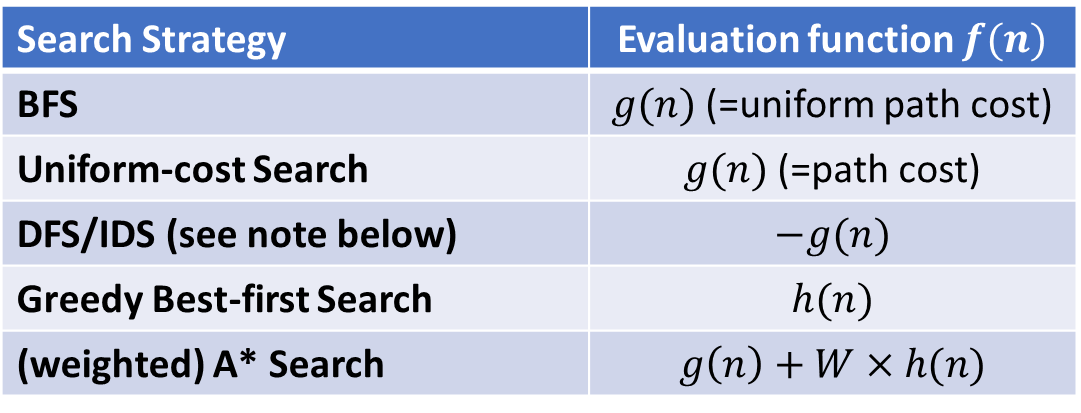 Search Strategy Evaluation function f(n)
BFS g(n) (=uniform path cost)
Uniform-cost Search g(n) (=path cost)
DFS/IDS (see note below) −g(n)
Greedy Best-first Search h(n)
(weighted) A* Search g(n) + W × h(n)